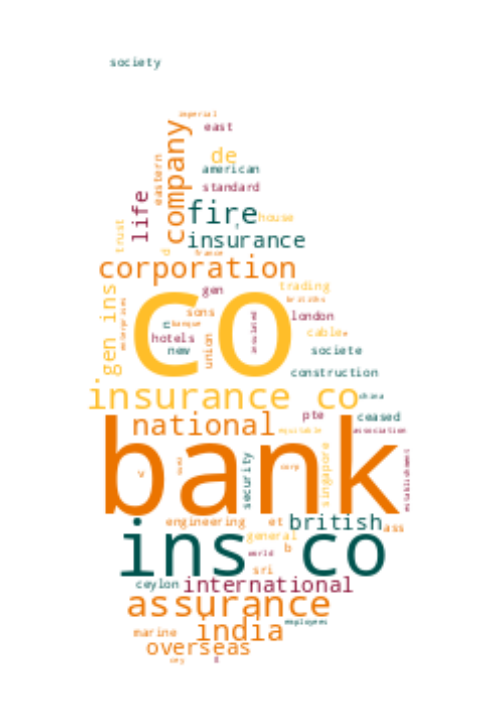 society
imperial
east
company
eastern
de
american
standard
life
fire
house
insurance
trust
d
france
corporation
gen
trading
gen ins
enterprises
co
sons
london
c
banque
cable
hotels
union
new
societe
construction
insurance co
china
national
pte
ceased
equitable
association
bank
v
security
corp
singapore
establishment
engineering
et
british
ass
general
b
ins co
world
sri
ceylon
international
assurance
employees
marine
india
overseas